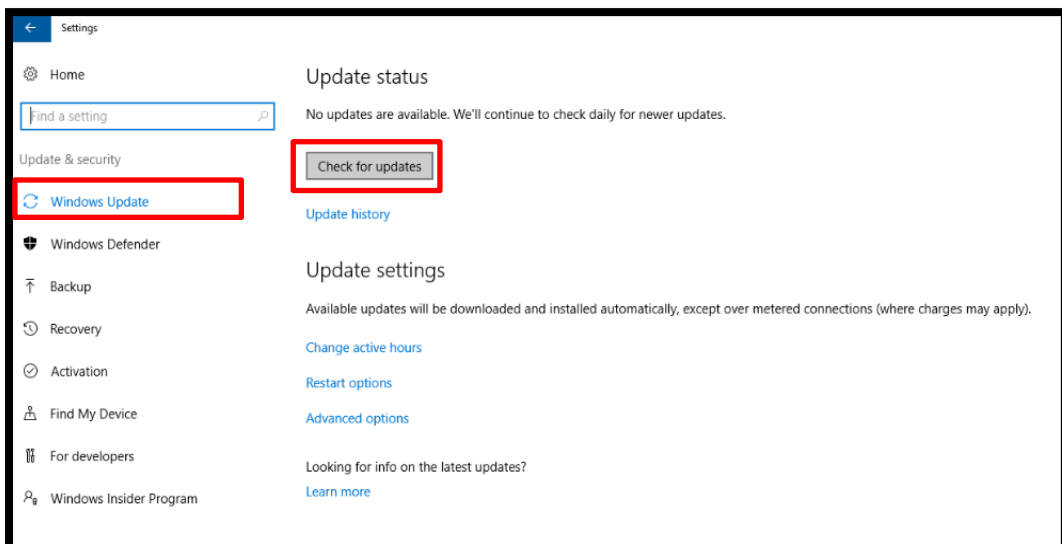 Settings
Home
Find a setting
Update & security
Windows Update
Windows Defender
Backup
Recovery
Activation
Find My Device
For developers
Windows Insider Program
Update status
No updates are available. We'll continue to check daily for newer updates.
Check for updates
Update history
Update settings
Available updates will be downloaded and installed automatically, except over metered connections (where charges may apply).
Change active hours
Restart options
Advanced options
Looking for info on the latest updates?
Learn more